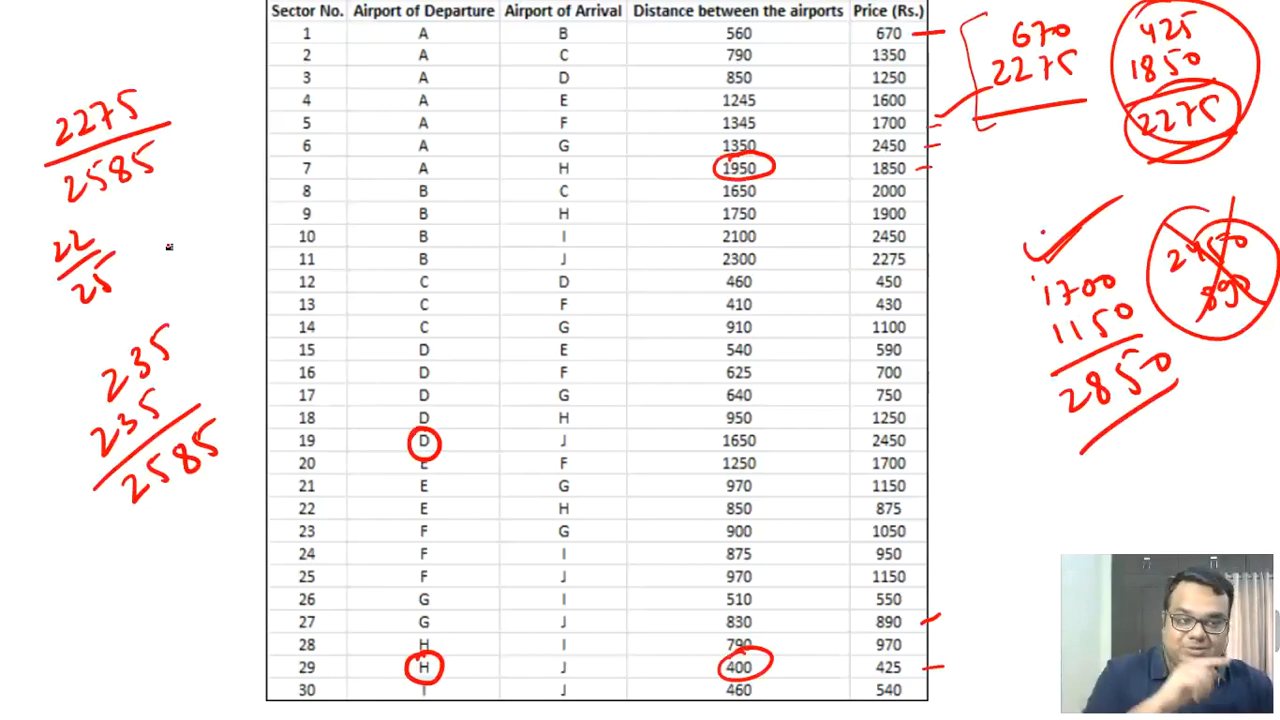 Sector No. Airport of Departure Airport of Arrival Distance between the airports Price (Rs.)
1 A B 560 670
2 A C 790 1350
3 A D 850 1250
4 A E 1245 1600
5 A F 1345 1700
6 A G 1350 2450
7 A H 1950 1850
8 B C 1650 2000
9 B H 1750 1900
10 B I 2100 2450
11 B J 2300 2275
12 C D 460 450
13 C F 410 430
14 C G 910 1100
15 D E 540 590
16 D F 625 700
17 D G 640 750
18 D H 950 1250
19 D J 1650 2450
20 E F 1250 1700
21 E G 970 1150
22 E H 850 875
23 F G 900 1050
24 F I 875 950
25 F J 970 1150
26 G I 510 550
27 G J 830 890
28 H I 790 970
29 H J 400 425
30 I J 460 540
2275
2585
22
25
235
235
2585
670
2275
425
1850
2275
1700
1150
2850
2450
890